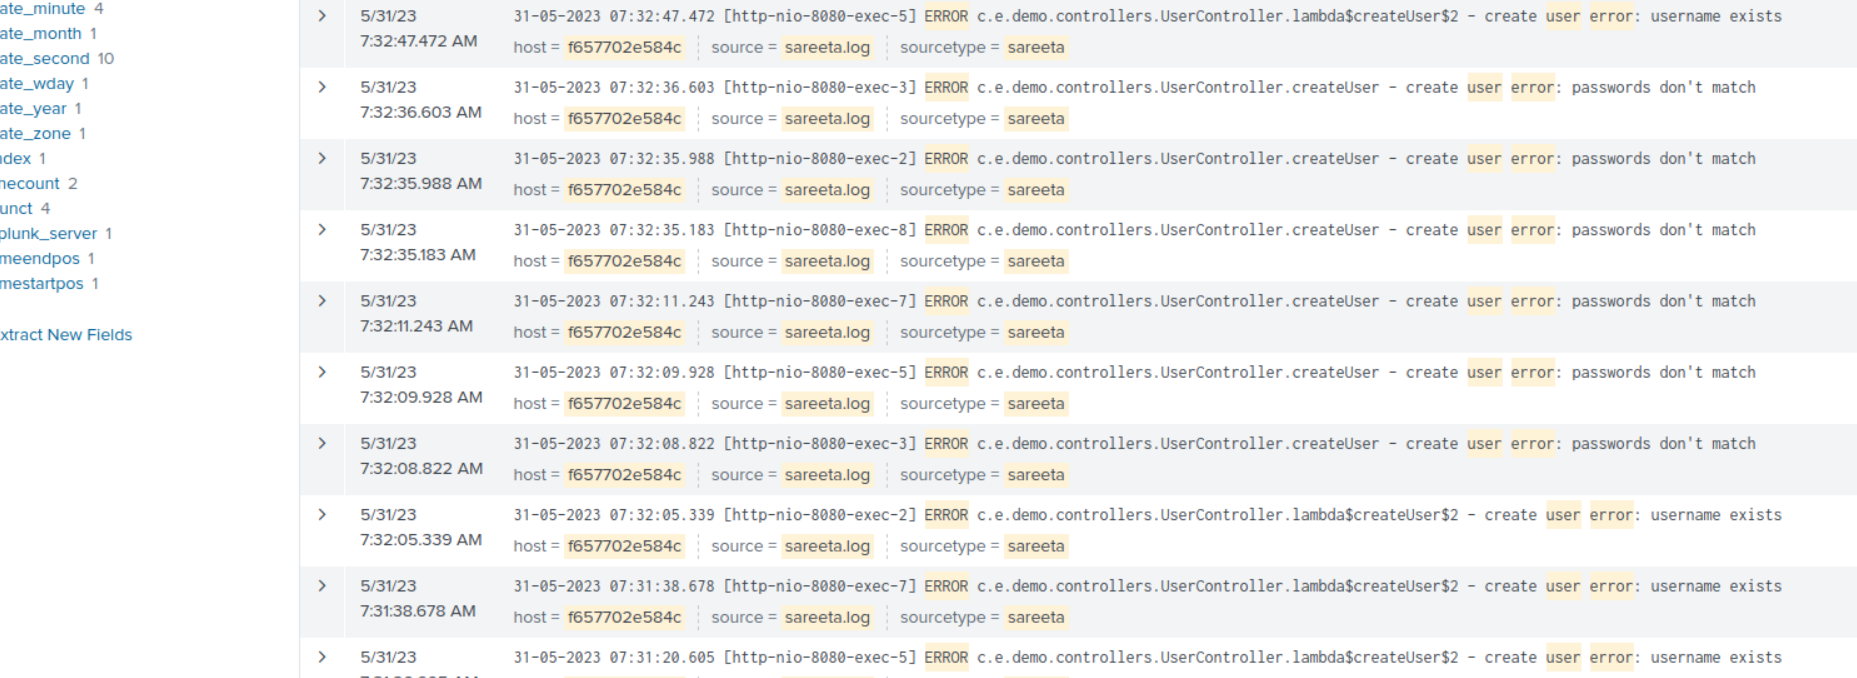 ate_minute 4
ate_month 1
ate_second 10
ate_wday 1
ate_year 1
ate_zone 1
ndex 1
necount 2
unct 4
plunk_server 1
meendpos 1
mestartpos 1
xtract New Fields
5/31/23 31-05-2023 07:32:47.472 [http-nio-8080-exec-5] ERROR c.e.demo.controllers.UserController.lambda$createUser$2 - create user error: username exists
7:32:47.472 AM host = f657702e584c source = sareeta.log sourcetype = sareeta
5/31/23 31-05-2023 07:32:36.603 [http-nio-8080-exec-3] ERROR c.e.demo.controllers.UserController.createUser - create user error: passwords don't match
7:32:36.603 AM host = f657702e584c source = sareeta.log sourcetype = sareeta
5/31/23 31-05-2023 07:32:35.988 [http-nio-8080-exec-2] ERROR c.e.demo.controllers.UserController.createUser - create user error: passwords don't match
7:32:35.988 AM host = f657702e584c source = sareeta.log sourcetype = sareeta
5/31/23 31-05-2023 07:32:35.183 [http-nio-8080-exec-8] ERROR c.e.demo.controllers.UserController.createUser - create user error: passwords don't match
7:32:35.183 AM host = f657702e584c source = sareeta.log sourcetype = sareeta
5/31/23 31-05-2023 07:32:11.243 [http-nio-8080-exec-7] ERROR c.e.demo.controllers.UserController.createUser - create user error: passwords don't match
7:32:11.243 AM host = f657702e584c source = sareeta.log sourcetype = sareeta
5/31/23 31-05-2023 07:32:09.928 [http-nio-8080-exec-5] ERROR c.e.demo.controllers.UserController.createUser - create user error: passwords don't match
7:32:09.928 AM host = f657702e584c source = sareeta.log sourcetype = sareeta
5/31/23 31-05-2023 07:32:08.822 [http-nio-8080-exec-3] ERROR c.e.demo.controllers.UserController.createUser - create user error: passwords don't match
7:32:08.822 AM host = f657702e584c source = sareeta.log sourcetype = sareeta
5/31/23 31-05-2023 07:32:05.339 [http-nio-8080-exec-2] ERROR c.e.demo.controllers.UserController.lambda$createUser$2 - create user error: username exists
7:32:05.339 AM host = f657702e584c source = sareeta.log sourcetype = sareeta
5/31/23 31-05-2023 07:31:38.678 [http-nio-8080-exec-7] ERROR c.e.demo.controllers.UserController.lambda$createUser$2 - create user error: username exists
7:31:38.678 AM host = f657702e584c source = sareeta.log sourcetype = sareeta
5/31/23 31-05-2023 07:31:20.605 [http-nio-8080-exec-5] ERROR c.e.demo.controllers.UserController.lambda$createUser$2 - create user error: username exists